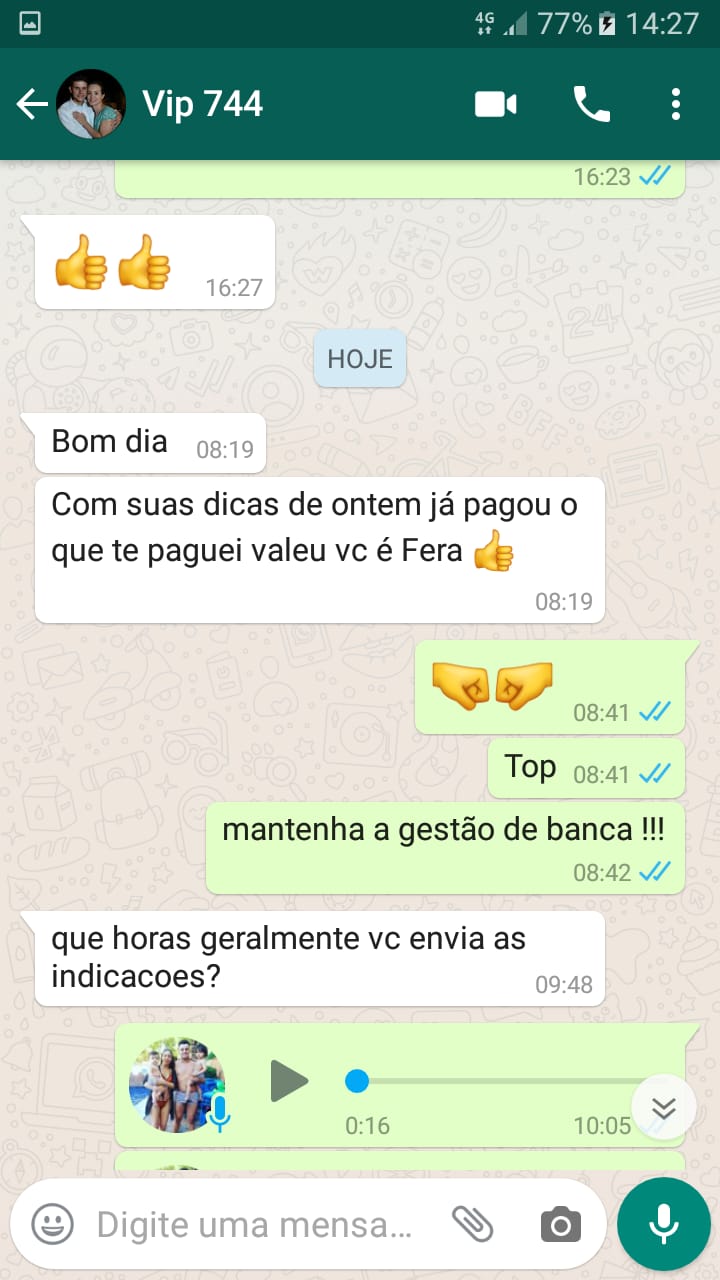 4G 77% 14:27
Vip 744
16:23
👍👍 16:27
HOJE
Bom dia 08:19
Com suas dicas de ontem já pagou o
que te paguei valeu vc é Fera 👍
08:19
🤛🤜 08:41
Top 08:41
mantenha a gestão de banca !!!
08:42
que horas geralmente vc envia as
indicacoes?
09:48
0:16 10:05
Digite uma mensa...